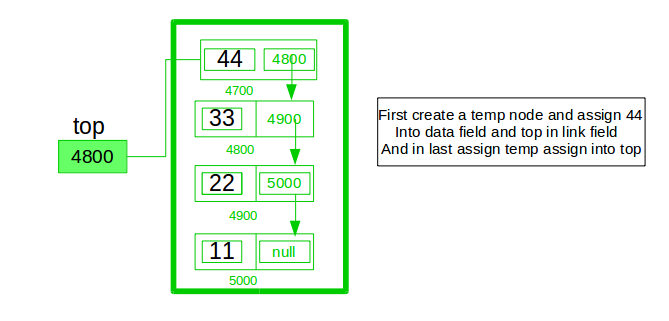 top
4800
44 4800
4700
33 4900
4800
22 5000
4900
11 null
5000
First create a temp node and assign 44
Into data field and top in link field
And in last assign temp assign into top